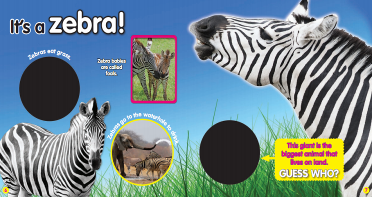 It's a zebra!
Zebras eat grass.
Zebra babies
are called
foals.
Zebras go to the waterhole to drink.
This giant is the
biggest animal that
lives on land.
GUESS WHO?